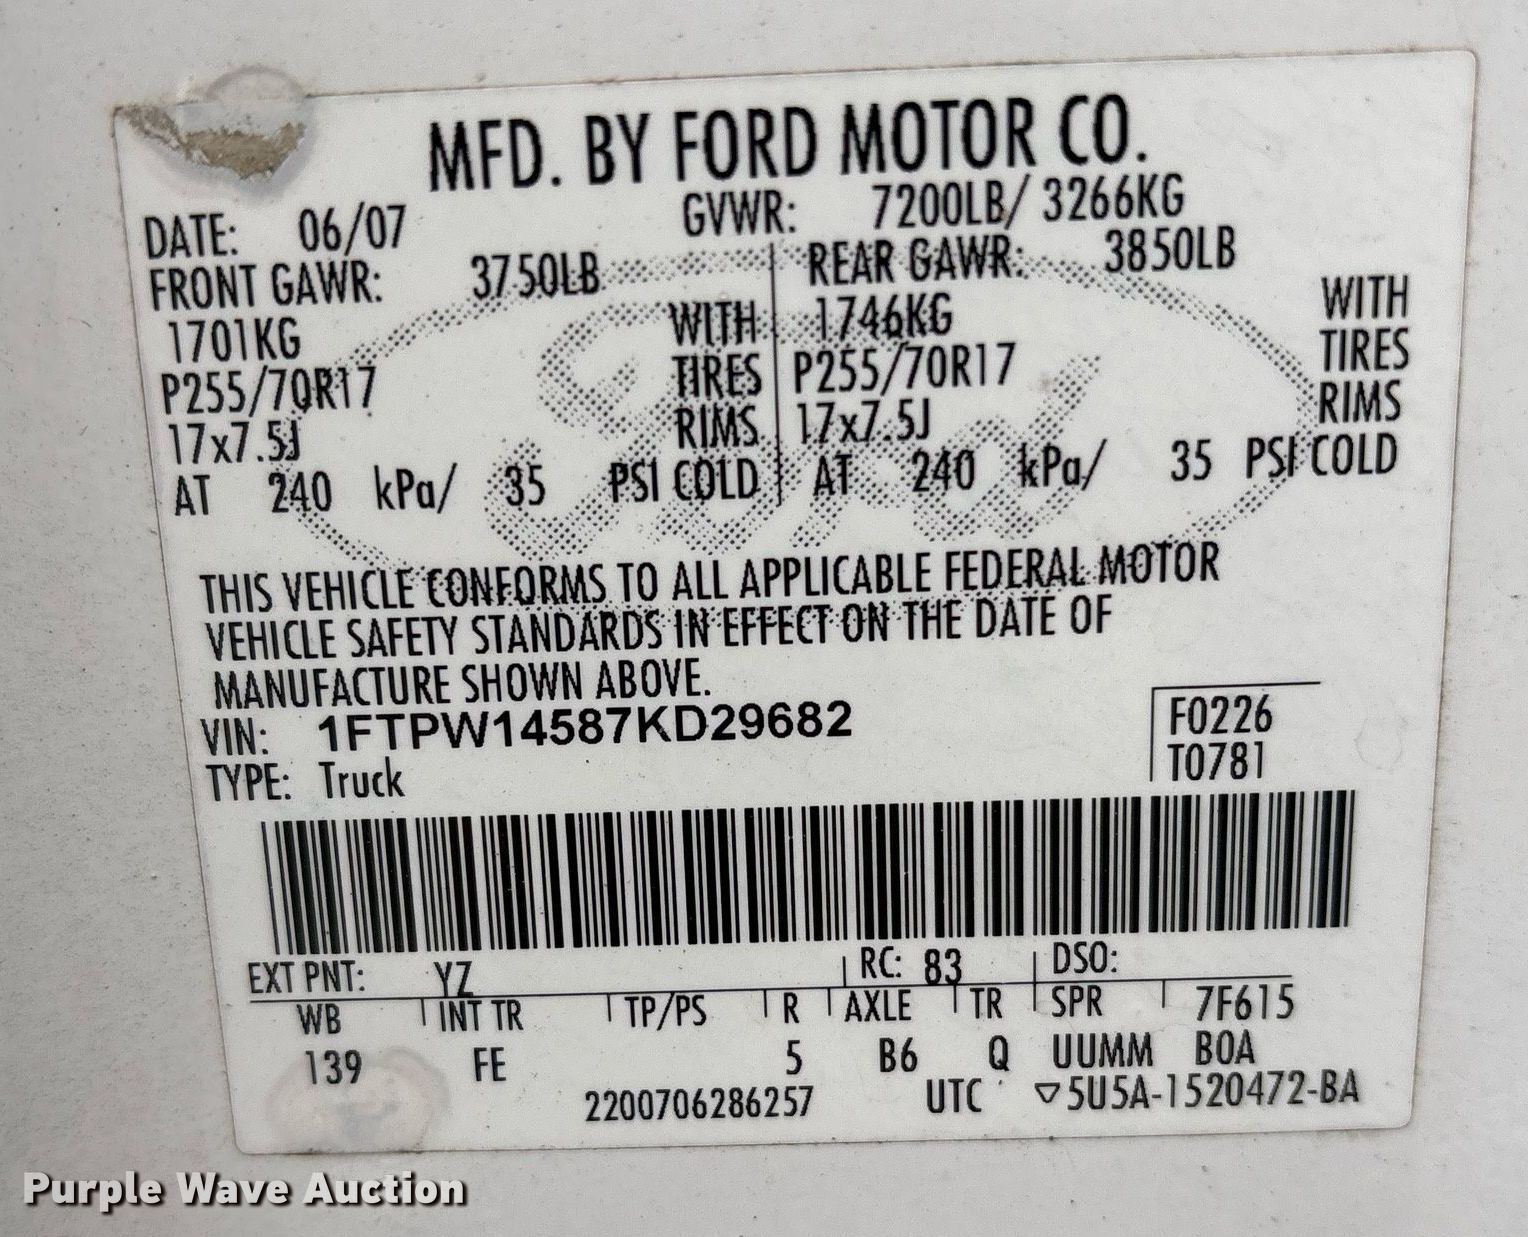 MFD. BY FORD MOTOR CO.
DATE: 06/07 GVWR: 7200LB/ 3266KG
FRONT GAWR: 3750LB REAR GAWR: 3850LB
1701KG WITH 1746KG WITH
P255/70R17 TIRES P255/70R17 TIRES
17x7.5J RIMS 17x7.5J RIMS
AT 240 kPa/ 35 PSI COLD AT 240 kPa/ 35 PSI COLD
THIS VEHICLE CONFORMS TO ALL APPLICABLE FEDERAL MOTOR
VEHICLE SAFETY STANDARDS IN EFFECT ON THE DATE OF
MANUFACTURE SHOWN ABOVE.
VIN: 1FTPW14587KD29682 F0226
TYPE: Truck T0781
EXT PNT: YZ RC: 83 DSO:
WB INT TR TP/PS R AXLE TR SPR 7F615
139 FE 5 B6 Q UUMM BOA
2200706286257 UTC ▽5U5A-1520472-BA
Ford
Purple Wave Auction